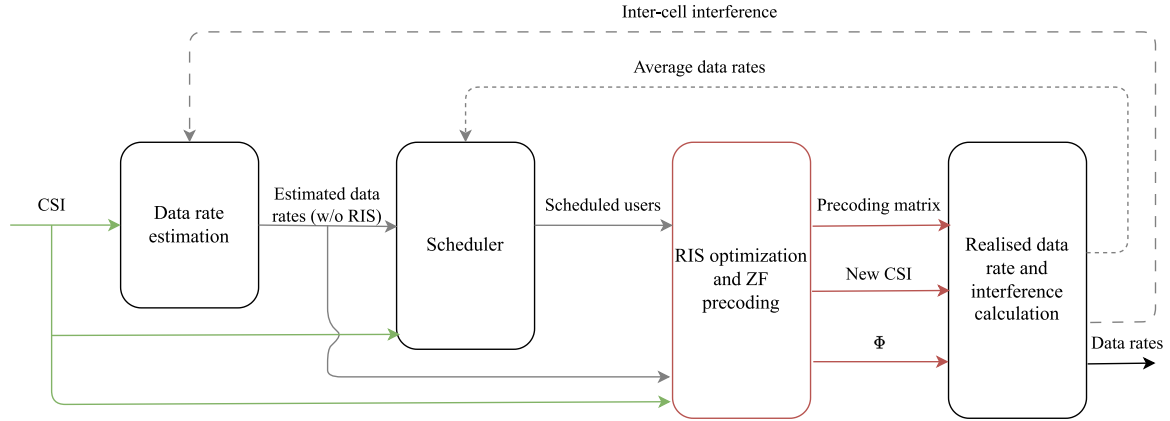 Inter-cell interference
Average data rates
CSI
Data rate
estimation
Estimated data
rates (w/o RIS)
Scheduler
Scheduled users
RIS optimization
and ZF
precoding
Precoding matrix
New CSI
Φ
Realised data
rate and
interference
calculation
Data rates